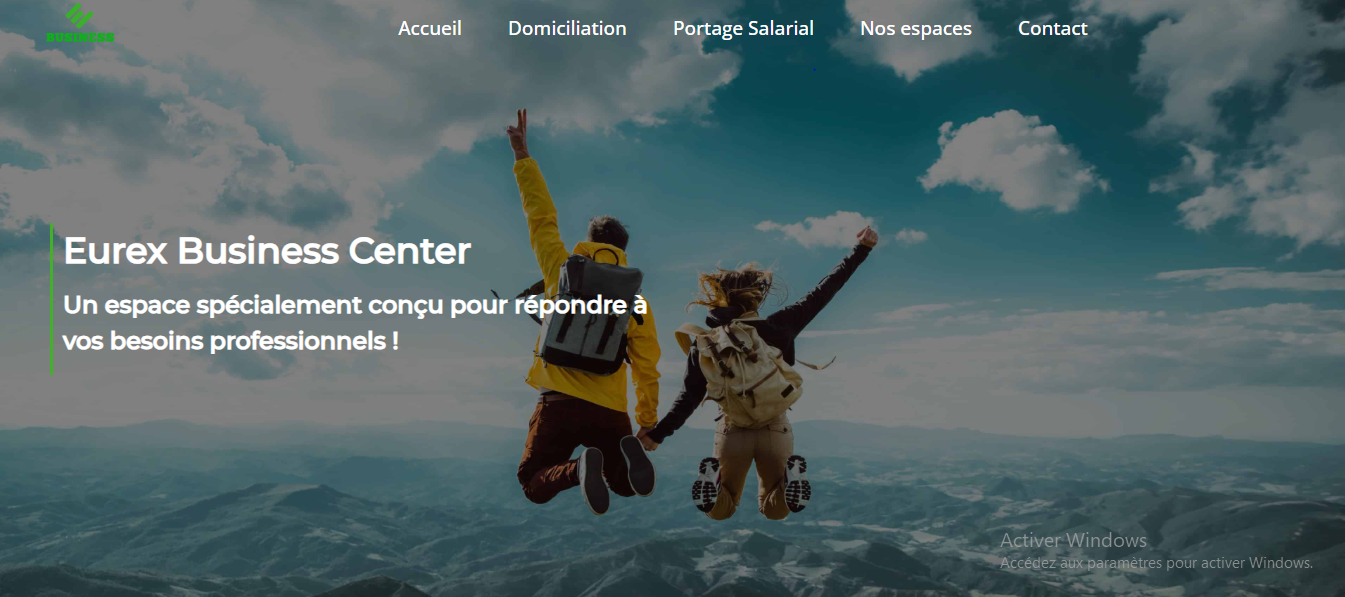 BUSINESS
Accueil Domiciliation Portage Salarial Nos espaces Contact
Eurex Business Center
Un espace spécialement conçu pour répondre à
vos besoins professionnels !
Activer Windows
Accédez aux paramètres pour activer Windows.